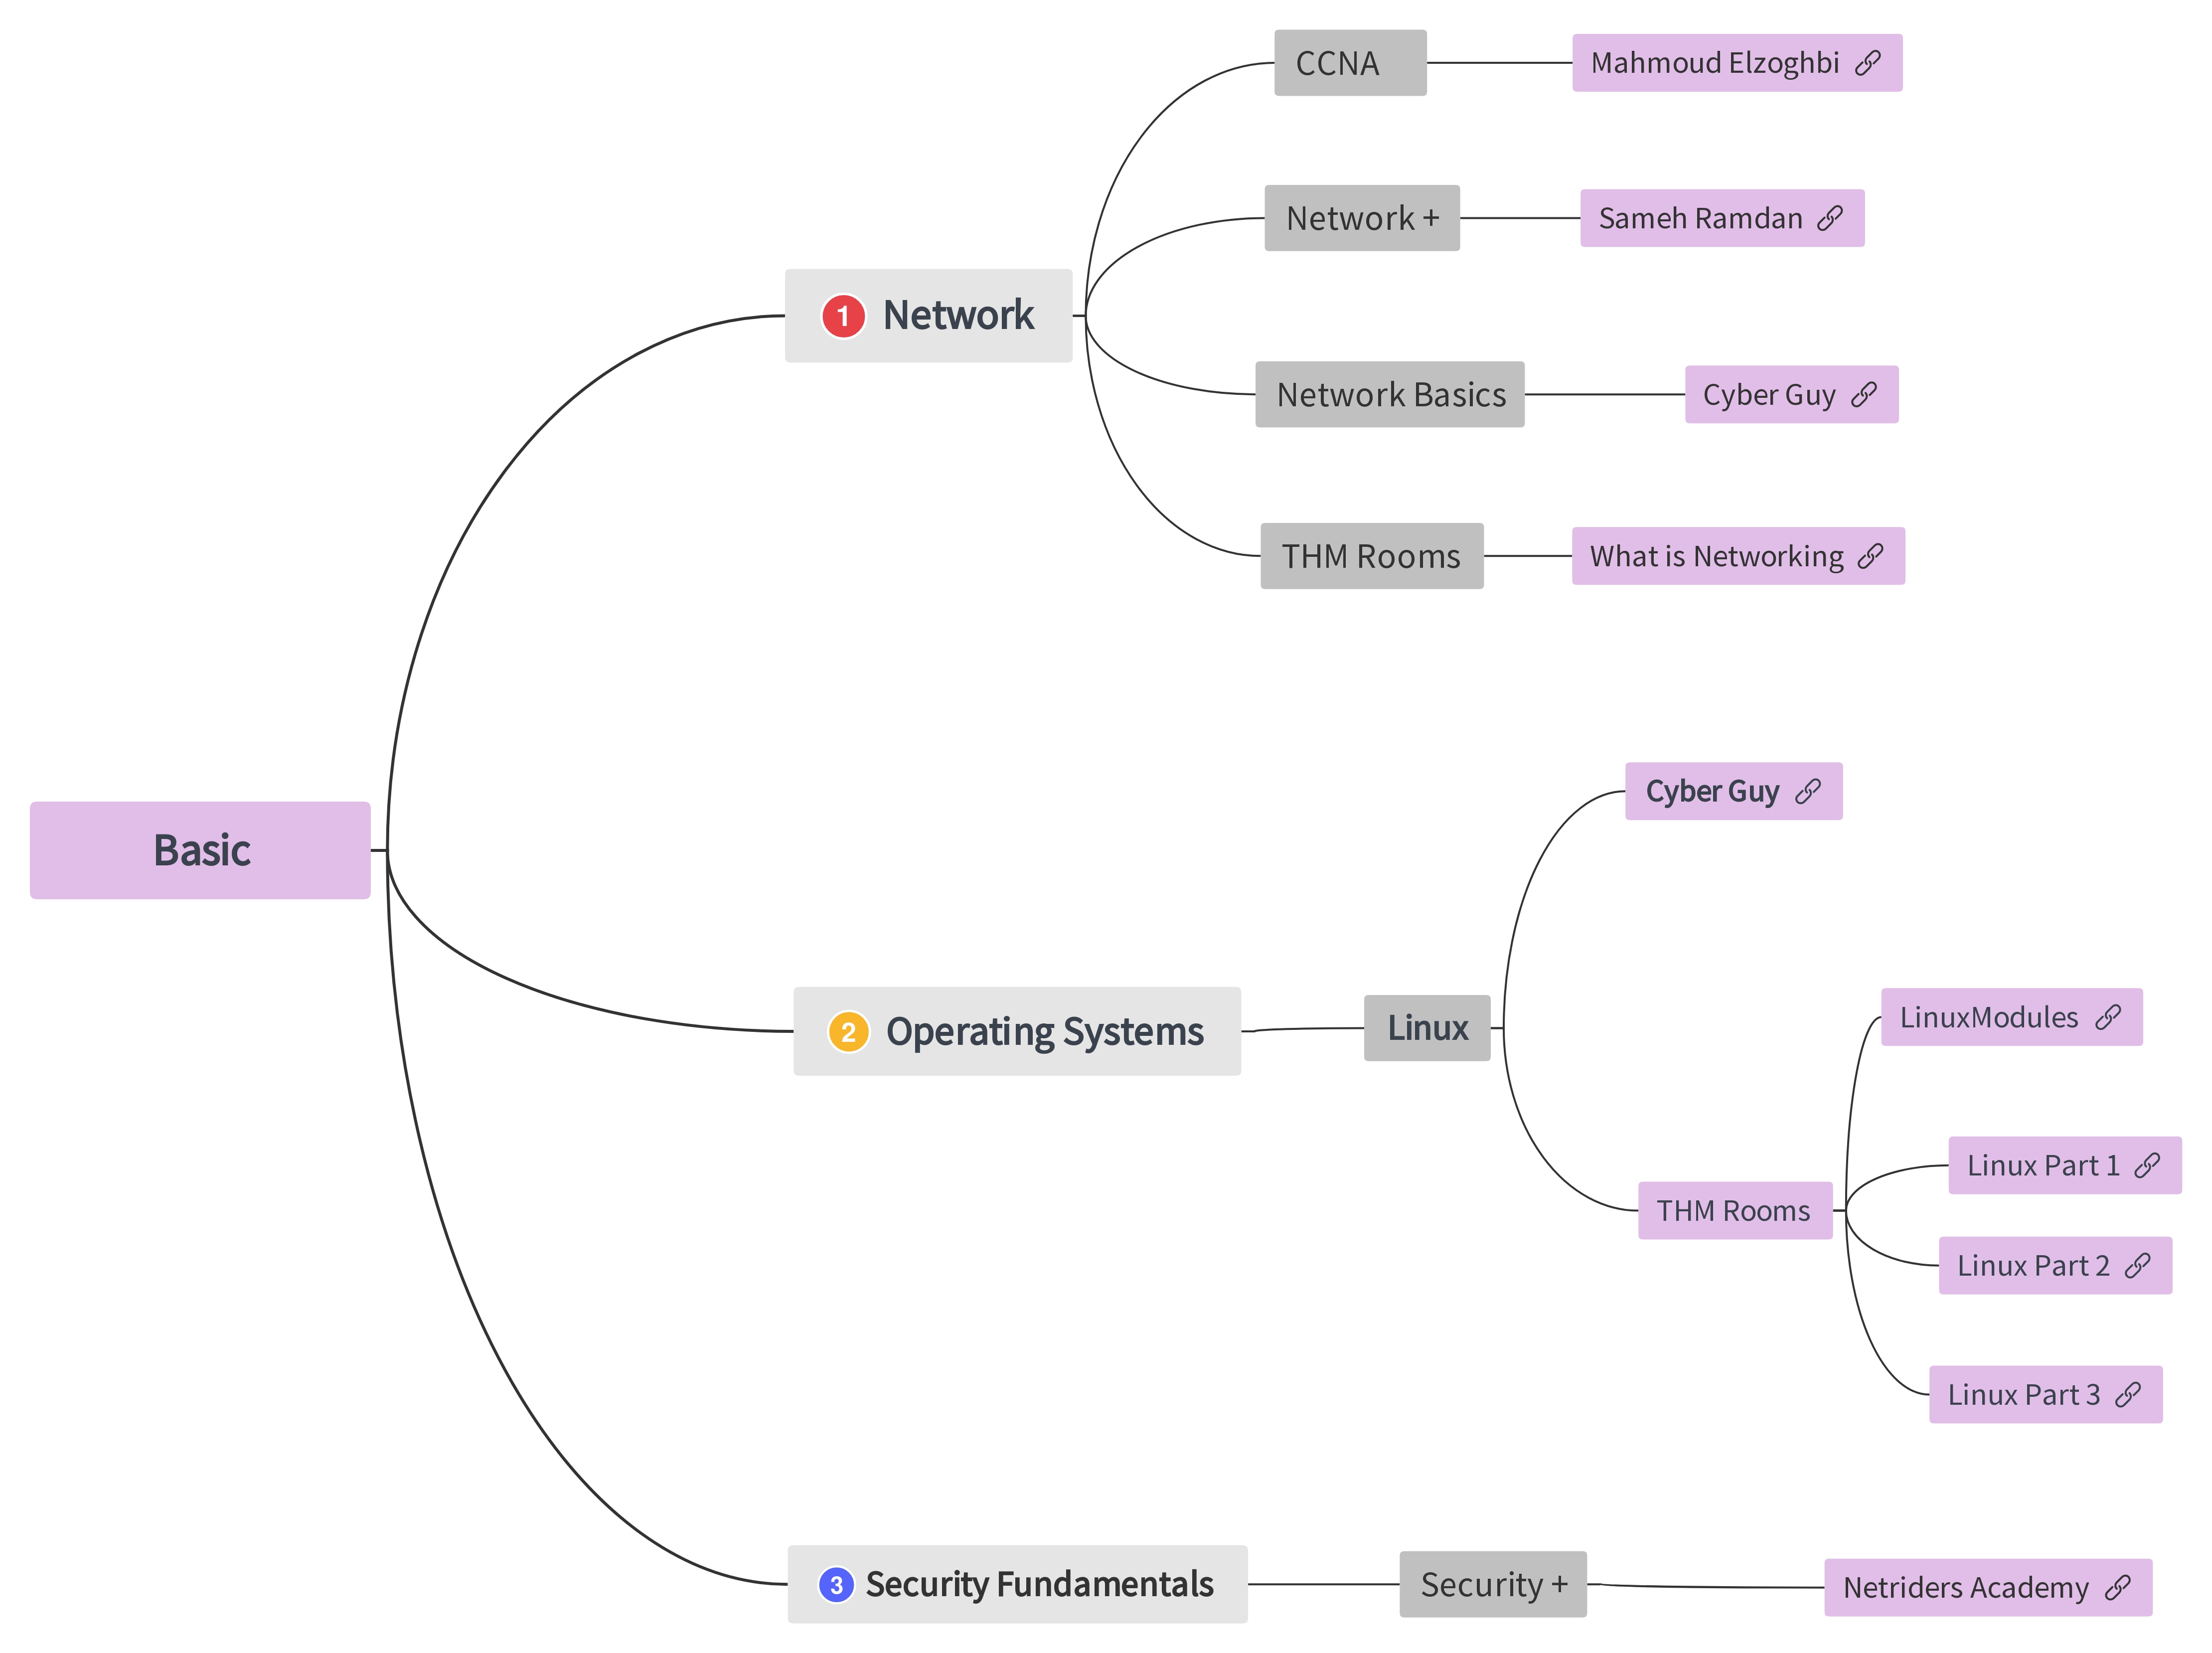 Basic
1 Network
CCNA
Mahmoud Elzoghbi
Network +
Sameh Ramdan
Network Basics
Cyber Guy
THM Rooms
What is Networking
2 Operating Systems
Linux
Cyber Guy
THM Rooms
LinuxModules
Linux Part 1
Linux Part 2
Linux Part 3
3 Security Fundamentals
Security +
Netriders Academy